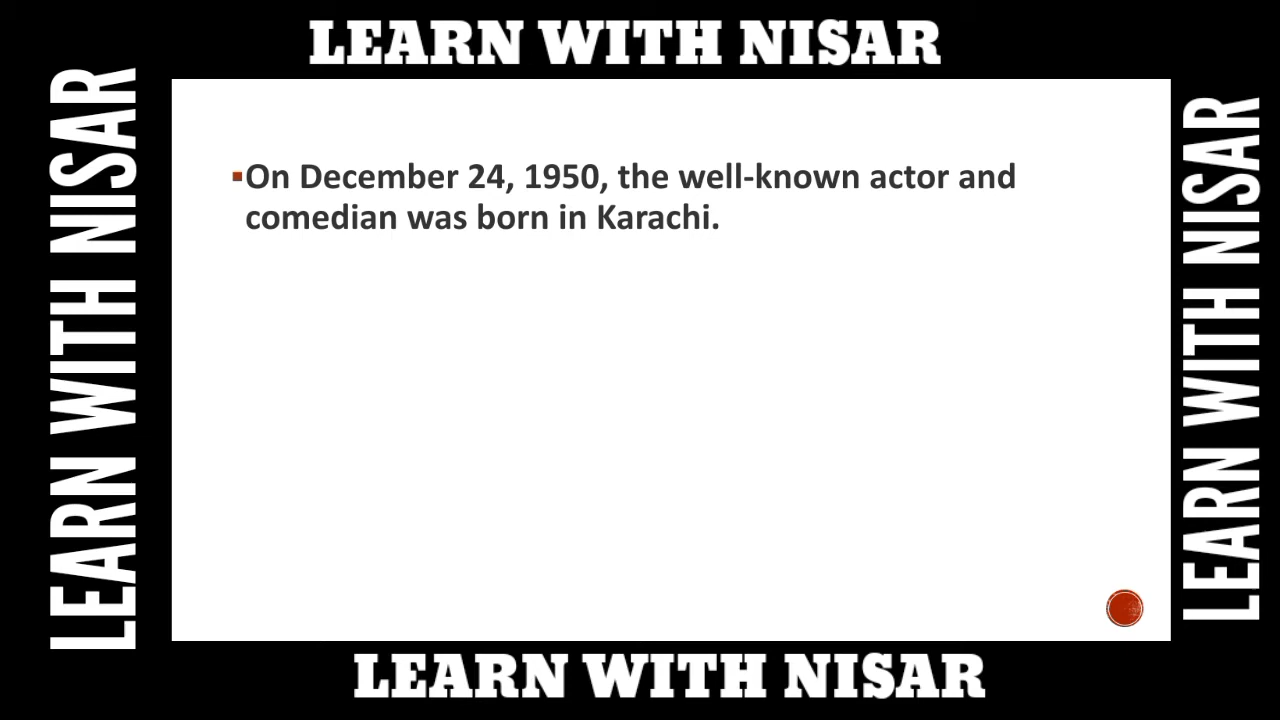 LEARN WITH NISAR
LEARN WITH NISAR
▪On December 24, 1950, the well-known actor and
comedian was born in Karachi.
LEARN WITH NISAR
LEARN WITH NISAR